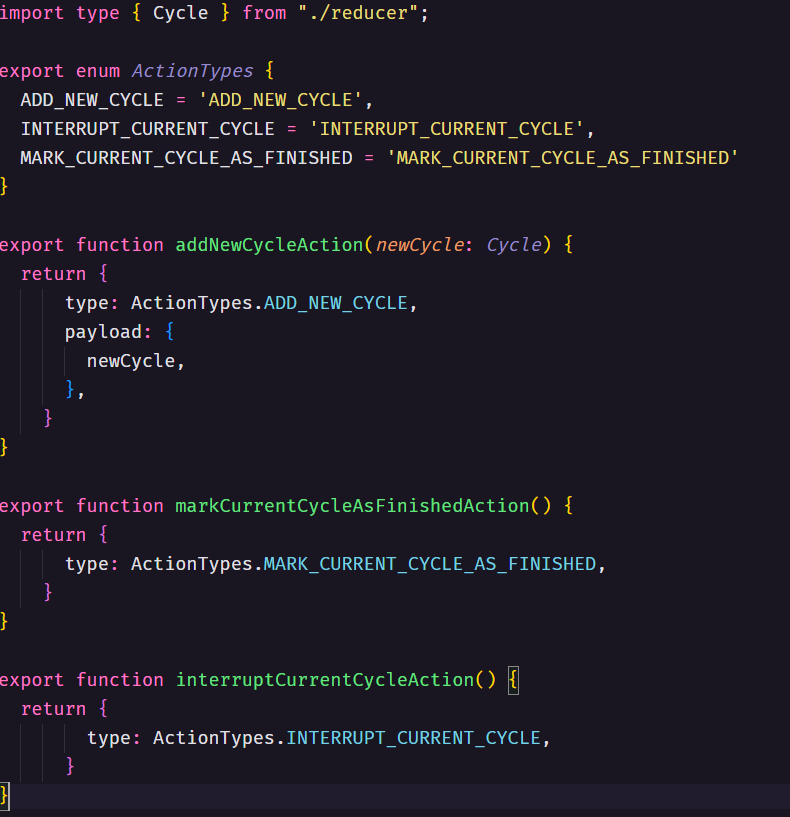 import type { Cycle } from "./reducer";
export enum ActionTypes {
ADD_NEW_CYCLE = 'ADD_NEW_CYCLE',
INTERRUPT_CURRENT_CYCLE = 'INTERRUPT_CURRENT_CYCLE',
MARK_CURRENT_CYCLE_AS_FINISHED = 'MARK_CURRENT_CYCLE_AS_FINISHED'
}
export function addNewCycleAction(newCycle: Cycle) {
return {
type: ActionTypes.ADD_NEW_CYCLE,
payload: {
newCycle,
},
}
}
export function markCurrentCycleAsFinishedAction() {
return {
type: ActionTypes.MARK_CURRENT_CYCLE_AS_FINISHED,
}
}
export function interruptCurrentCycleAction() {
return {
type: ActionTypes.INTERRUPT_CURRENT_CYCLE,
}
}